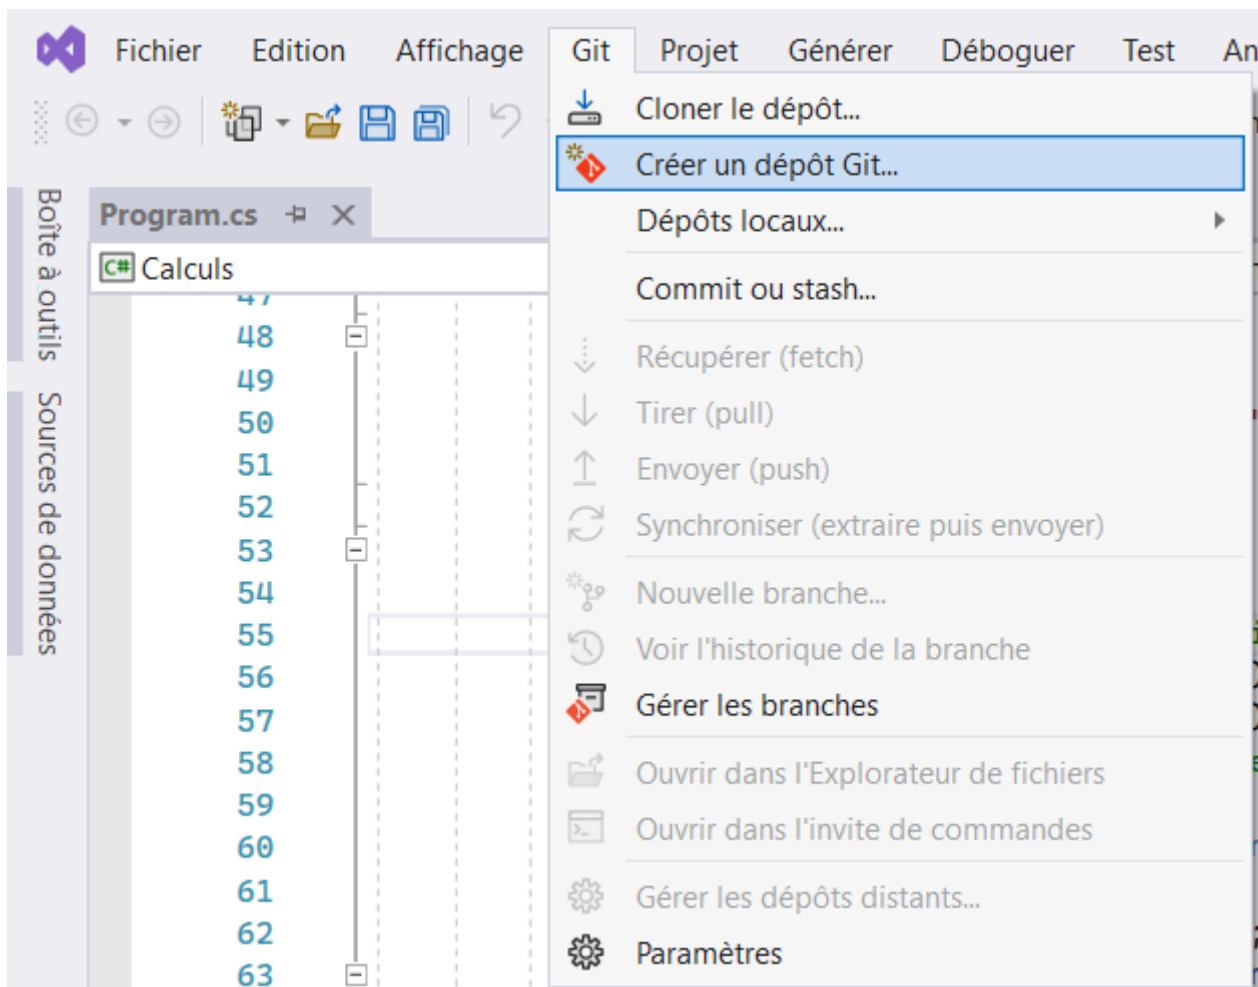 Fichier Edition Affichage Git Projet Générer Déboguer Test An
Cloner le dépôt...
Créer un dépôt Git...
Dépôts locaux...
Commit ou stash...
Récupérer (fetch)
Tirer (pull)
Envoyer (push)
Synchroniser (extraire puis envoyer)
Nouvelle branche...
Voir l'historique de la branche
Gérer les branches
Ouvrir dans l'Explorateur de fichiers
Ouvrir dans l'invite de commandes
Gérer les dépôts distants...
Paramètres
Boîte à outils
Sources de données
Program.cs
C# Calculs
47
48
49
50
51
52
53
54
55
56
57
58
59
60
61
62
63